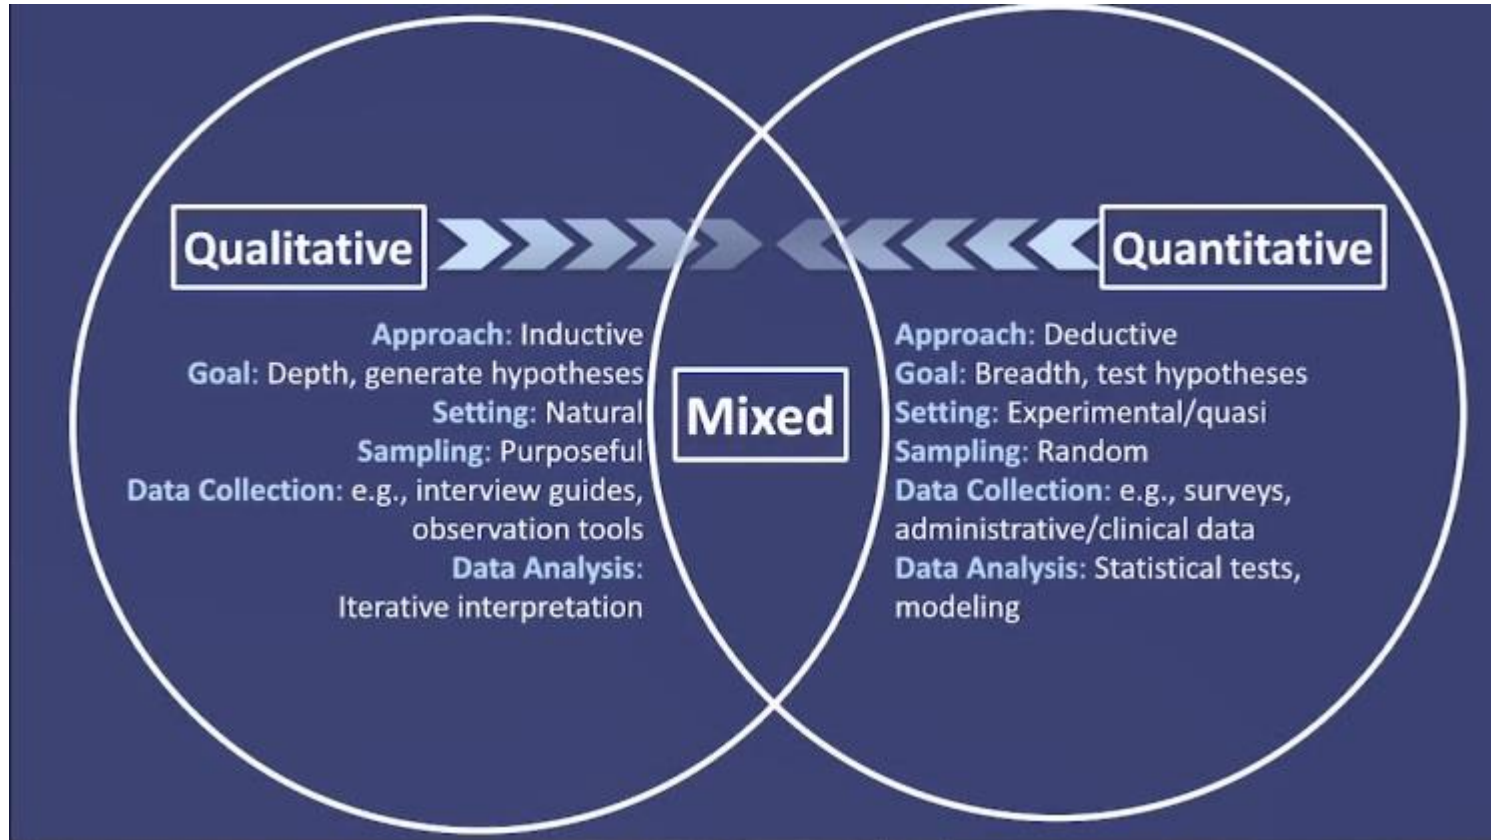 Qualitative
Approach: Inductive
Goal: Depth, generate hypotheses
Setting: Natural
Sampling: Purposeful
Data Collection: e.g., interview guides,
observation tools
Data Analysis:
Iterative interpretation
Mixed
Quantitative
Approach: Deductive
Goal: Breadth, test hypotheses
Setting: Experimental/quasi
Sampling: Random
Data Collection: e.g., surveys,
administrative/clinical data
Data Analysis: Statistical tests,
modeling